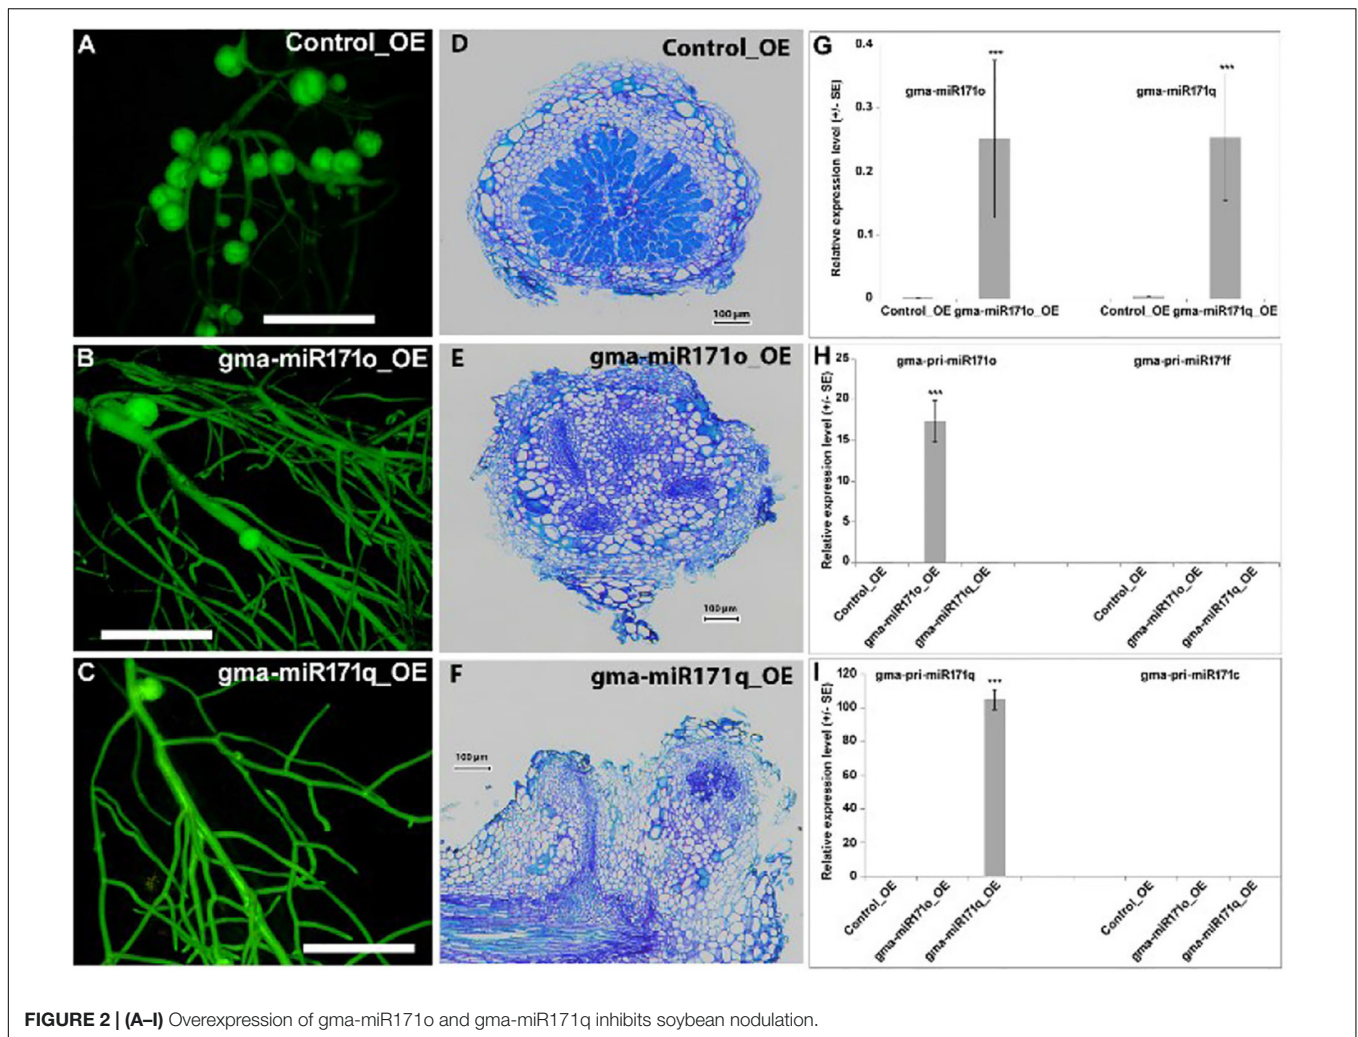 A
Control_OE
B
gma-miR171o_OE
C
gma-miR171q_OE
D
Control_OE
100 µm
E
gma-miR171o_OE
100 µm
F
gma-miR171q_OE
100 µm
G
Relative expression level (+/- SE)
0.4
0.3
0.2
0.1
0
gma-miR171o
gma-miR171q
***
***
Control_OE gma-miR171o_OE
Control_OE gma-miR171q_OE
H
Relative expression level (+/- SE)
25
20
15
10
5
0
gma-pri-miR171o
gma-pri-miR171f
***
Control_OE
gma-miR171o_OE
gma-miR171q_OE
Control_OE
gma-miR171o_OE
gma-miR171q_OE
I
Relative expression level (+/- SE)
120
100
80
60
40
20
0
gma-pri-miR171q
gma-pri-miR171c
***
Control_OE
gma-miR171o_OE
gma-miR171q_OE
Control_OE
gma-miR171o_OE
gma-miR171q_OE
FIGURE 2 | (A–I) Overexpression of gma-miR171o and gma-miR171q inhibits soybean nodulation.